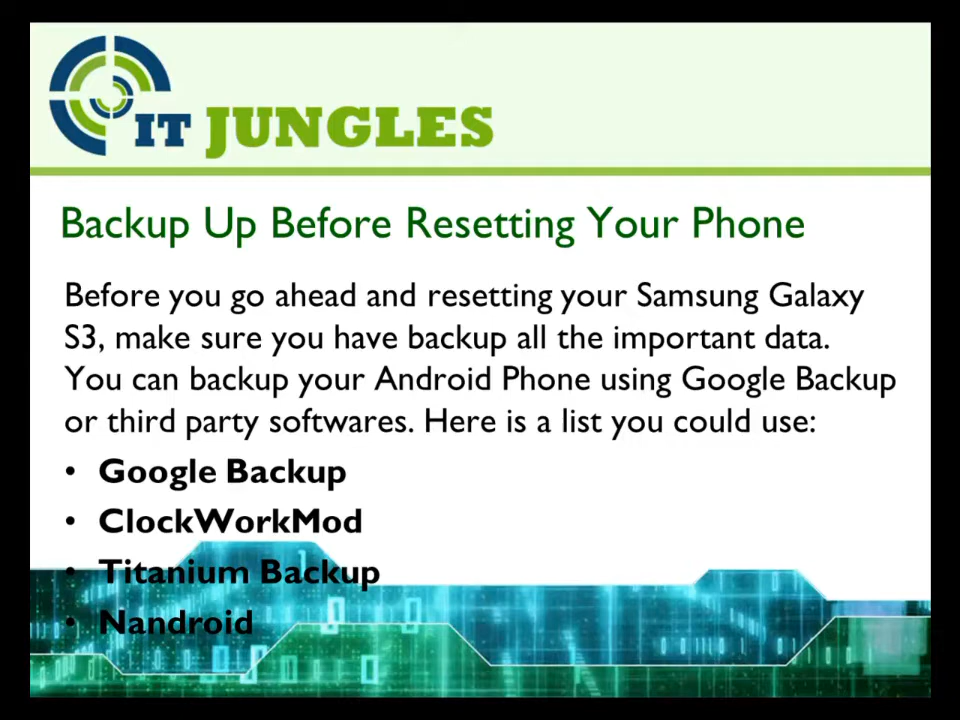 IT JUNGLES
Backup Up Before Resetting Your Phone
Before you go ahead and resetting your Samsung Galaxy
S3, make sure you have backup all the important data.
You can backup your Android Phone using Google Backup
or third party softwares. Here is a list you could use:
• Google Backup
• ClockWorkMod
• Titanium Backup
• Nandroid